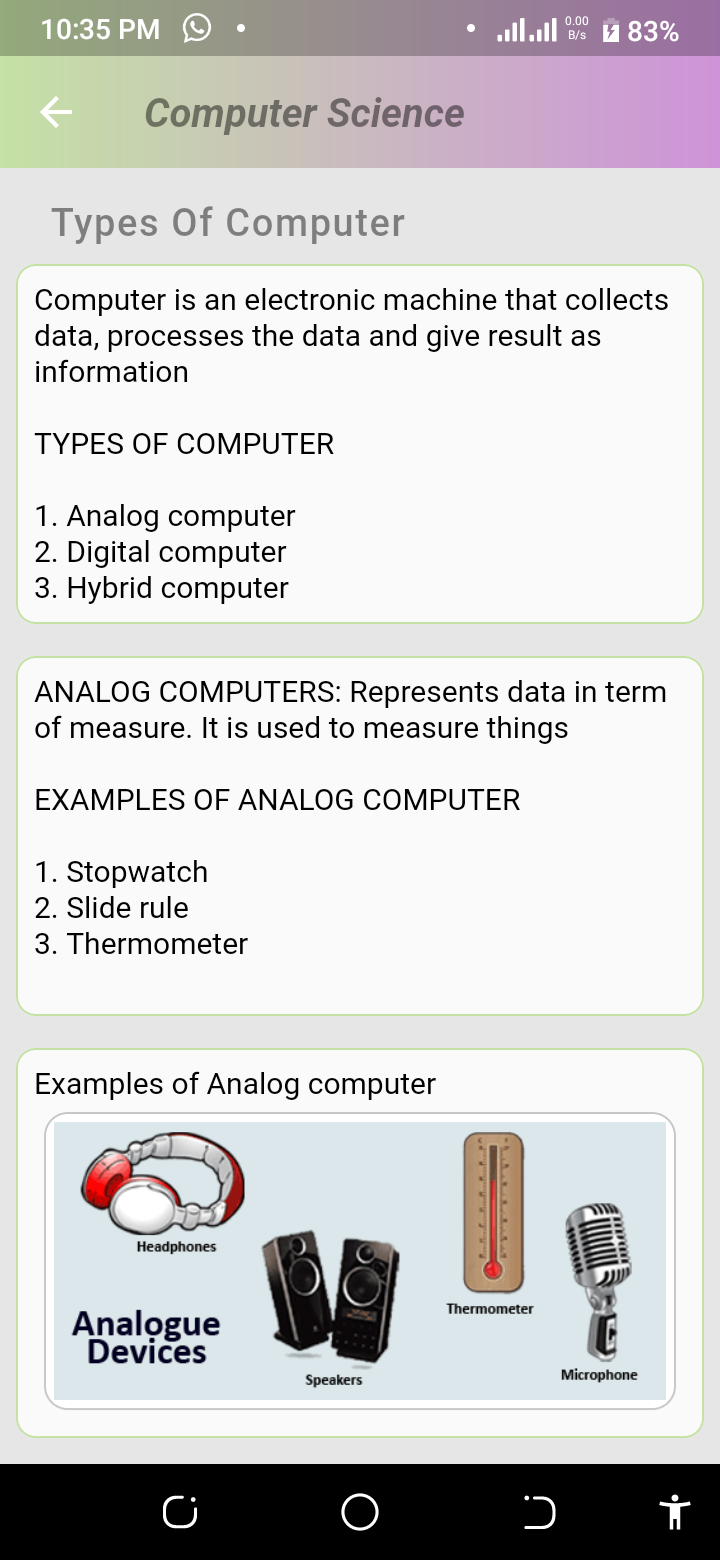 10:35 PM
0.00
B/s
83%
Computer Science
Types Of Computer
Computer is an electronic machine that collects
data, processes the data and give result as
information
TYPES OF COMPUTER
1. Analog computer
2. Digital computer
3. Hybrid computer
ANALOG COMPUTERS: Represents data in term
of measure. It is used to measure things
EXAMPLES OF ANALOG COMPUTER
1. Stopwatch
2. Slide rule
3. Thermometer
Examples of Analog computer
Headphones
Thermometer
Analogue
Devices
Speakers
Microphone